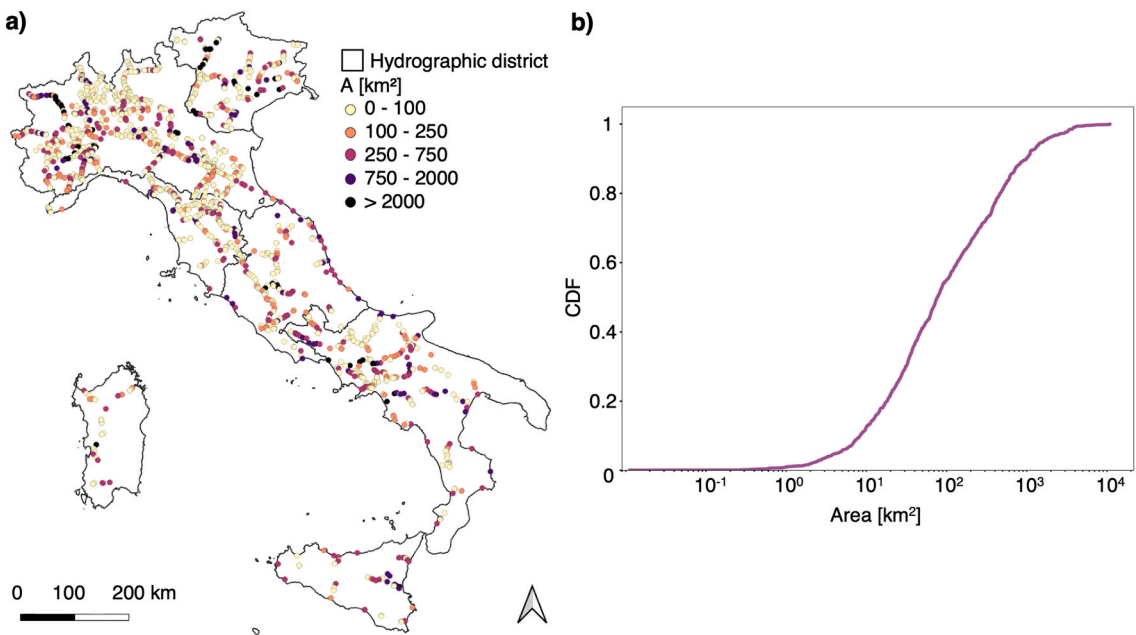 a)
Hydrographic district
A [km²]
0 - 100
100 - 250
250 - 750
750 - 2000
> 2000
0 100 200 km
b)
CDF
1
0.8
0.6
0.4
0.2
0
10⁻¹ 10⁰ 10¹ 10² 10³ 10⁴
Area [km²]